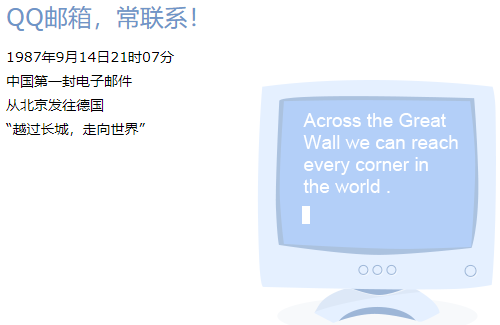 QQ邮箱，常联系！
1987年9月14日21时07分
中国第一封电子邮件
从北京发往德国
“越过长城，走向世界”
Across the Great
Wall we can reach
every corner in
the world .